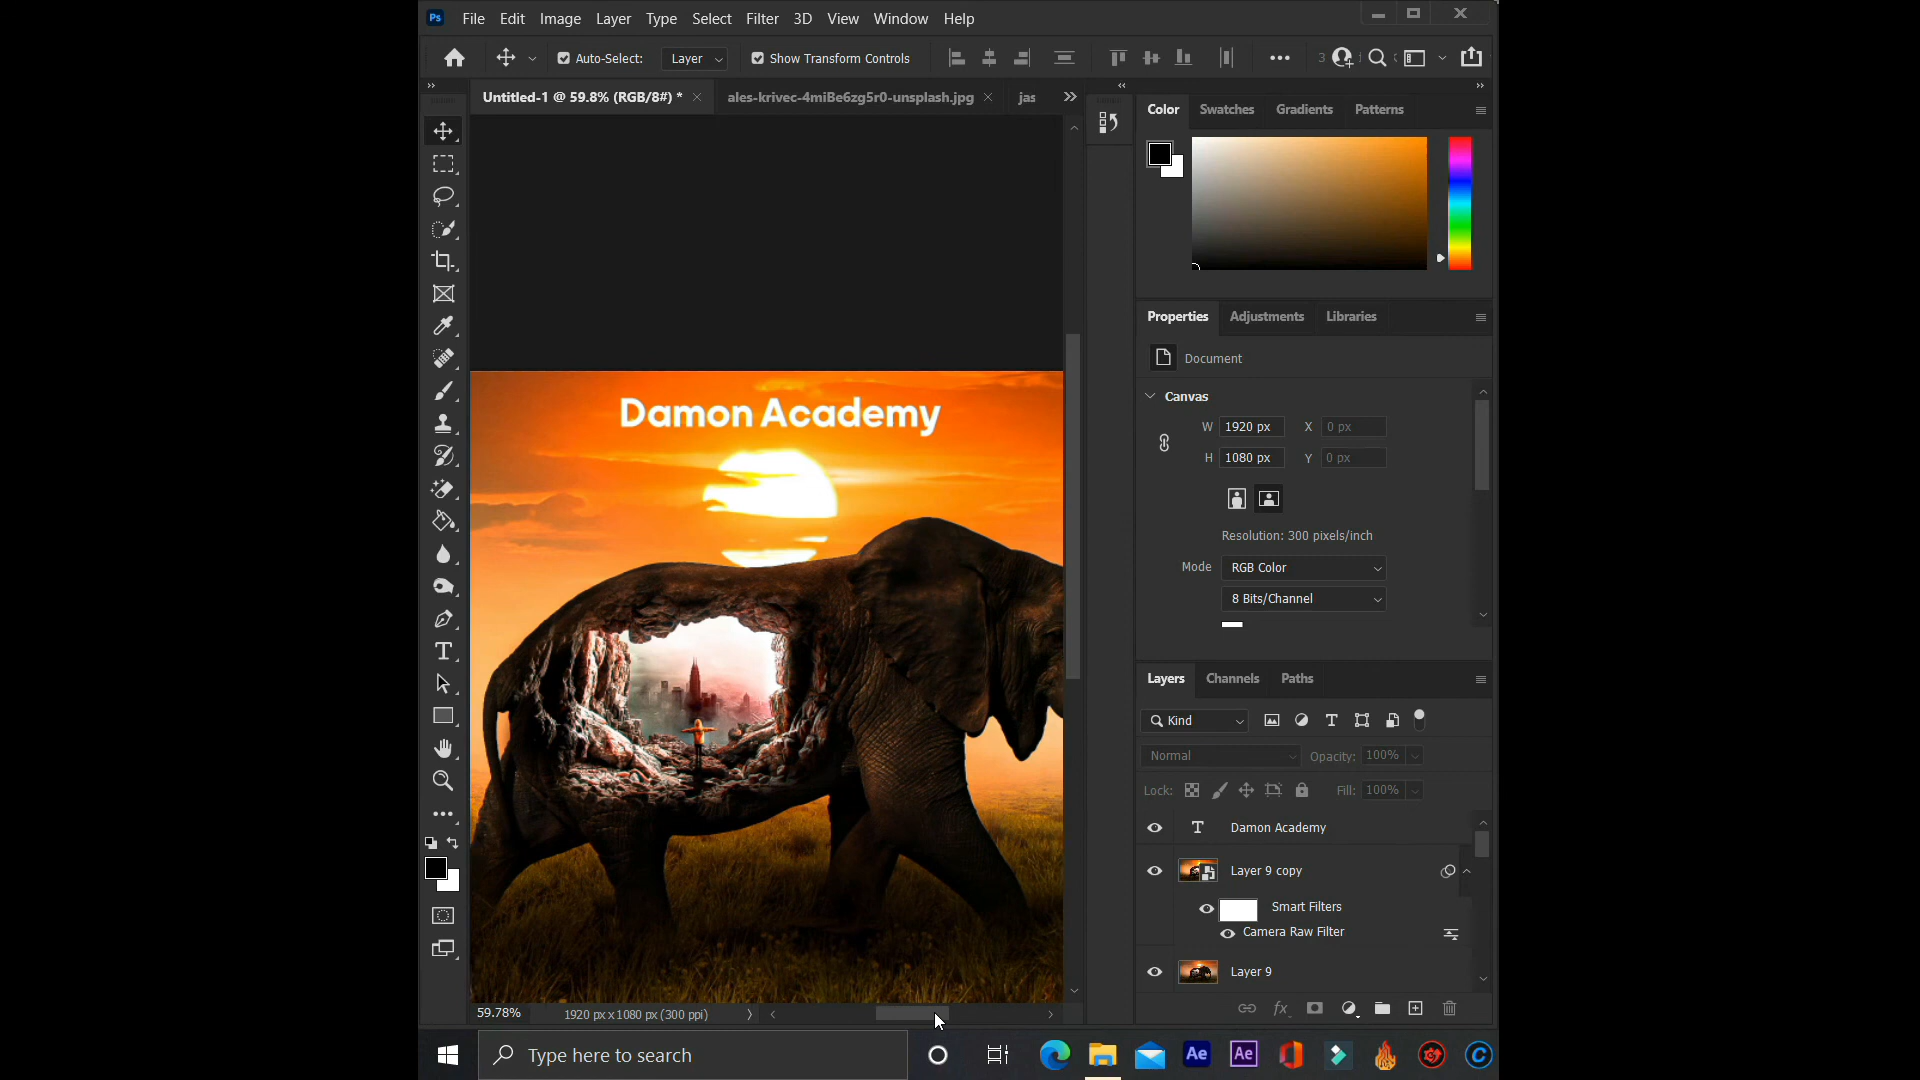 Ps File Edit Image Layer Type Select Filter 3D View Window Help
Auto-Select: Layer Show Transform Controls
Untitled-1 @ 59.8% (RGB/8#) * ales-krivec-4miBe6zg5r0-unsplash.jpg jas
Color Swatches Gradients Patterns
Properties Adjustments Libraries
Document
Canvas
W 1920 px X 0 px
H 1080 px Y 0 px
Resolution: 300 pixels/inch
Mode RGB Color
8 Bits/Channel
Damon Academy
Layers Channels Paths
Kind
Normal Opacity: 100%
Lock: Fill: 100%
Damon Academy
Layer 9 copy
Smart Filters
Camera Raw Filter
Layer 9
59.78% 1920 px x 1080 px (300 ppi)
Type here to search
Ae Ae